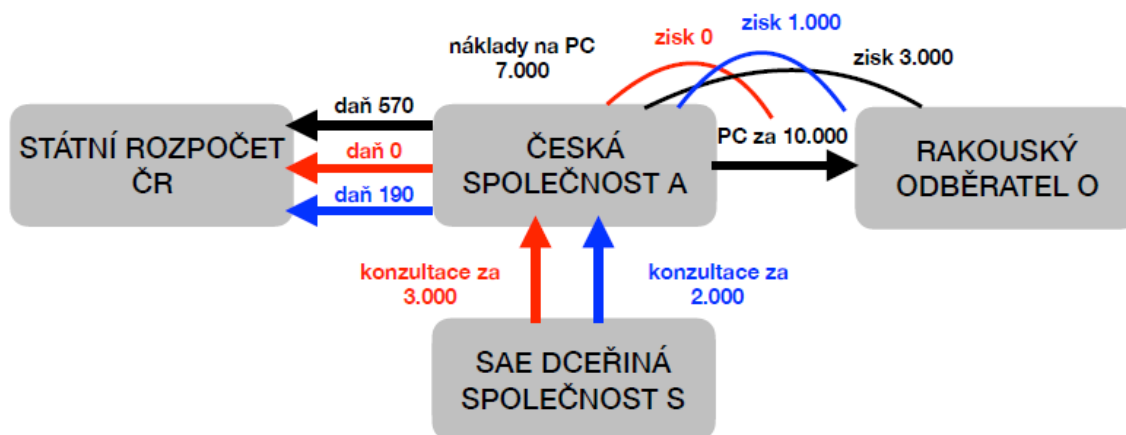 náklady na PC
7.000
zisk 0
zisk 1.000
zisk 3.000
daň 570
daň 0
daň 190
STÁTNÍ ROZPOČET
ČR
ČESKÁ
SPOLEČNOST A
PC za 10.000
RAKOUSKÝ
ODBĚRATEL O
konzultace za
3.000
konzultace za
2.000
SAE DCEŘINÁ
SPOLEČNOST S